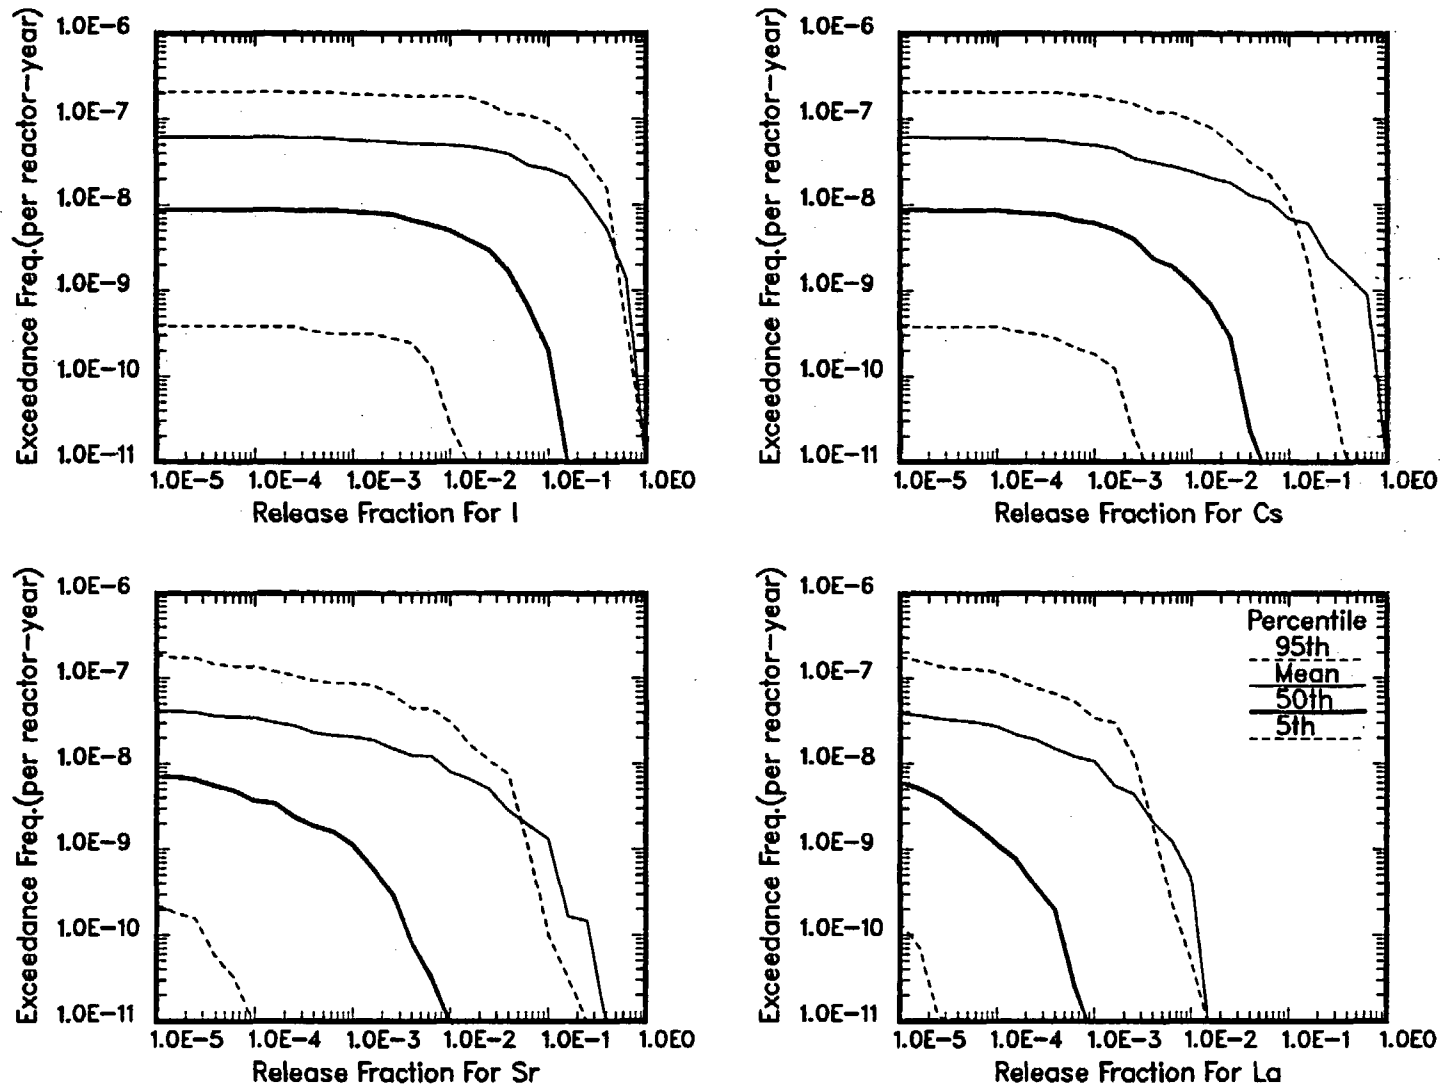 Exceedance Freq.(per reactor-year)
1.0E-6
1.0E-7
1.0E-8
1.0E-9
1.0E-10
1.0E-11
1.0E-5 1.0E-4 1.0E-3 1.0E-2 1.0E-1 1.0E0
Release Fraction For I
Exceedance Freq.(per reactor-year)
1.0E-6
1.0E-7
1.0E-8
1.0E-9
1.0E-10
1.0E-11
1.0E-5 1.0E-4 1.0E-3 1.0E-2 1.0E-1 1.0E0
Release Fraction For Cs
Exceedance Freq.(per reactor-year)
1.0E-6
1.0E-7
1.0E-8
1.0E-9
1.0E-10
1.0E-11
1.0E-5 1.0E-4 1.0E-3 1.0E-2 1.0E-1 1.0E0
Release Fraction For Sr
Exceedance Freq.(per reactor-year)
1.0E-6
1.0E-7
1.0E-8
1.0E-9
1.0E-10
1.0E-11
Percentile
95th
Mean
50th
5th
1.0E-5 1.0E-4 1.0E-3 1.0E-2 1.0E-1 1.0E0
Release Fraction For La